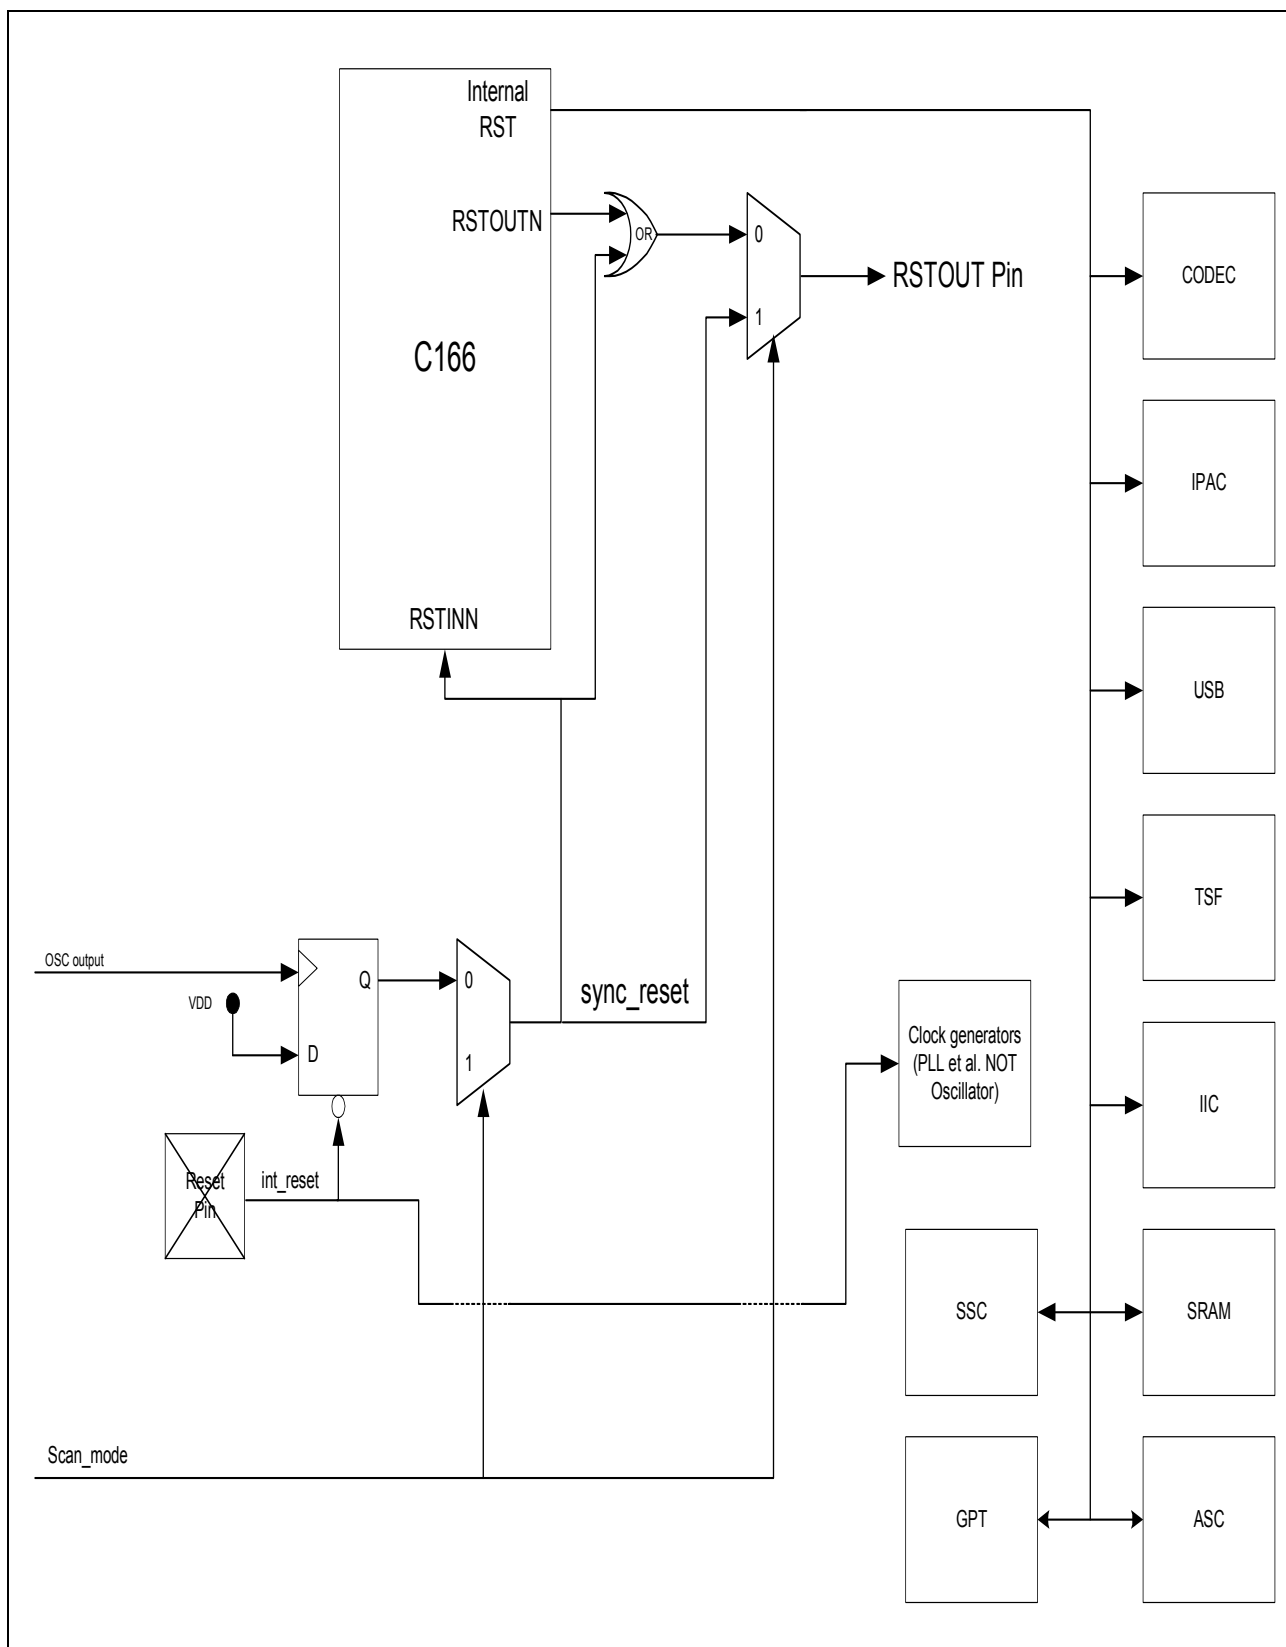 Internal
RST
RSTOUTN
OR
0
1
RSTOUT Pin
CODEC
C166
IPAC
RSTINN
USB
TSF
OSC output
VDD
Q
D
0
1
sync_reset
Clock generators
(PLL et al. NOT
Oscillator)
IIC
Reset
Pin
int_reset
SSC
SRAM
Scan_mode
GPT
ASC